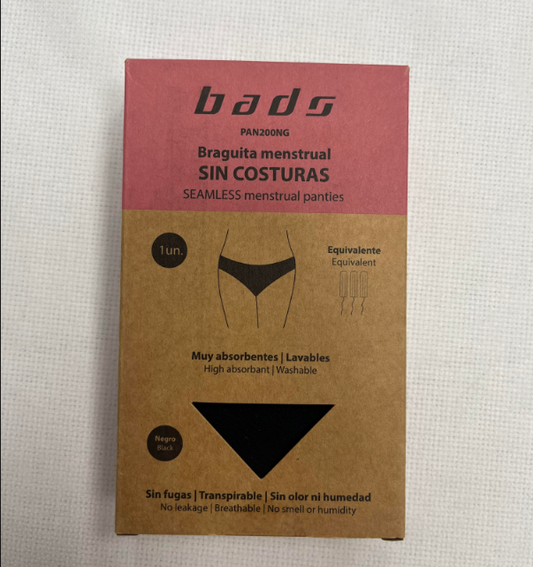 bads
PAN200NG
Braguita menstrual
SIN COSTURAS
SEAMLESS menstrual panties
1un.
Equivalente
Equivalent
Muy absorbentes | Lavables
High absorbant | Washable
Negro
Black
Sin fugas | Transpirable | Sin olor ni humedad
No leakage | Breathable | No smell or humidity